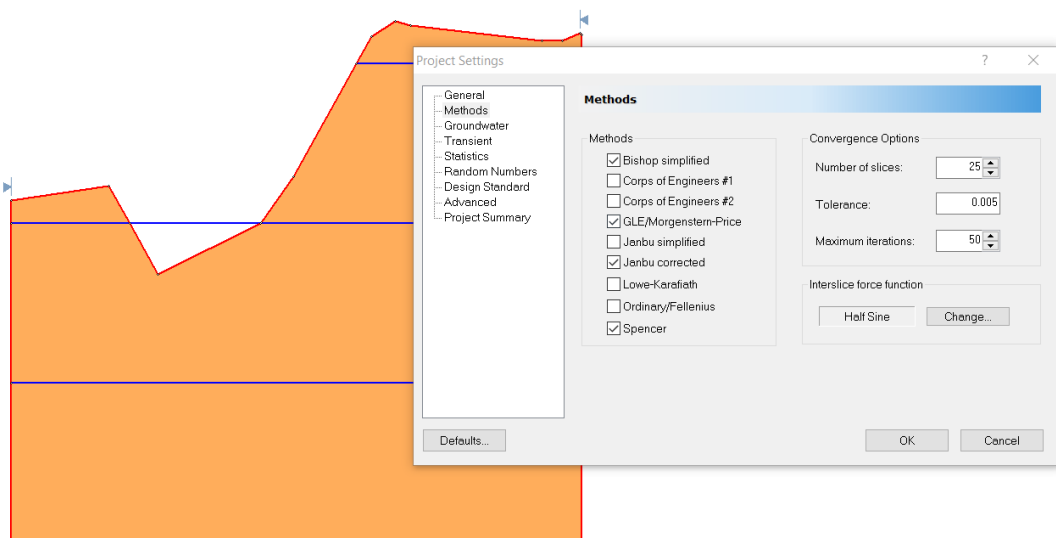 Project Settings
?
General
Methods
Groundwater
Transient
Statistics
Random Numbers
Design Standard
Advanced
Project Summary
Defaults...
Methods
Methods
Bishop simplified
Corps of Engineers #1
Corps of Engineers #2
GLE/Morgenstern-Price
Janbu simplified
Janbu corrected
Lowe-Karafiath
Ordinary/Fellenius
Spencer
Convergence Options
Number of slices: 25
Tolerance: 0.005
Maximum iterations: 50
Interslice force function
Half Sine Change...
OK Cancel